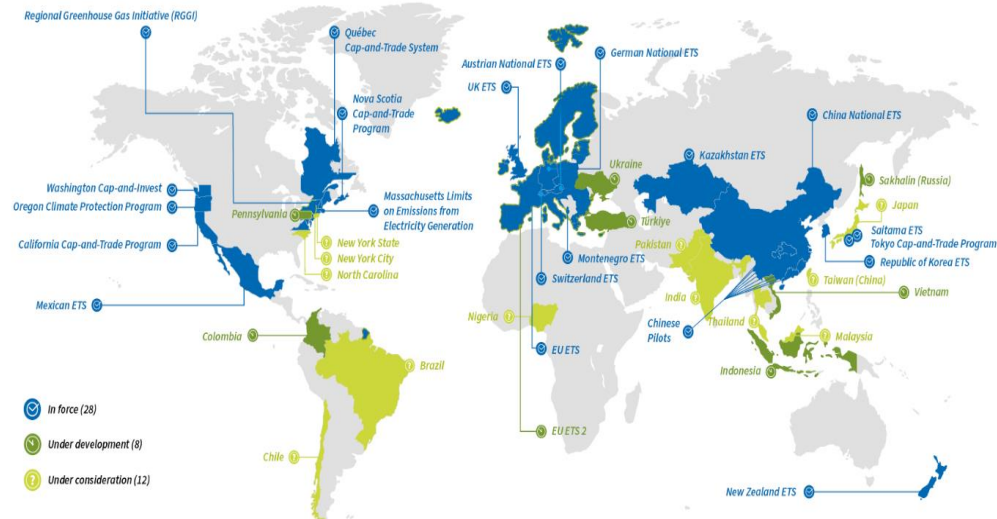 Regional Greenhouse Gas Initiative (RGGI)
Québec
Cap-and-Trade System
Nova Scotia
Cap-and-Trade
Program
Washington Cap-and-Invest
Oregon Climate Protection Program
California Cap-and-Trade Program
Pennsylvania
Massachusetts Limits
on Emissions from
Electricity Generation
New York State
New York City
North Carolina
Mexican ETS
Colombia
Brazil
Chile
Austrian National ETS
German National ETS
UK ETS
Ukraine
Türkiye
Montenegro ETS
Switzerland ETS
Nigeria
EU ETS
EU ETS 2
Kazakhstan ETS
China National ETS
Sakhalin (Russia)
Japan
Saitama ETS
Tokyo Cap-and-Trade Program
Republic of Korea ETS
Pakistan
India
Taiwan (China)
Vietnam
Chinese
Pilots
Thailand
Malaysia
Indonesia
New Zealand ETS
In force (28)
Under development (8)
Under consideration (12)